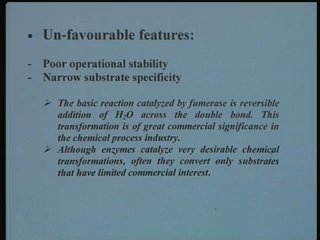 • Un-favourable features:
- Poor operational stability
- Narrow substrate specificity
➢ The basic reaction catalyzed by fumerase is reversible
addition of H₂O across the double bond. This
transformation is of great commercial significance in
the chemical process industry.
➢ Although enzymes catalyze very desirable chemical
transformations, often they convert only substrates
that have limited commercial interest.